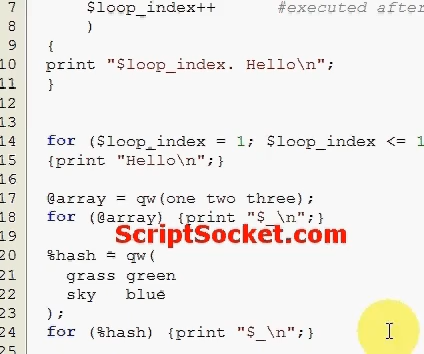 7 $loop_index++ #executed after
8 )
9 {
10 print "$loop_index. Hello\n";
11 }
12
13
14 for ($loop_index = 1; $loop_index <= 1
15 {print "Hello\n";}
16
17 @array = qw(one two three);
18 for (@array) {print "$_\n";}
19
ScriptSocket.com
20 %hash = qw(
21 grass green
22 sky blue
23 );
24 for (%hash) {print "$_\n";}
25